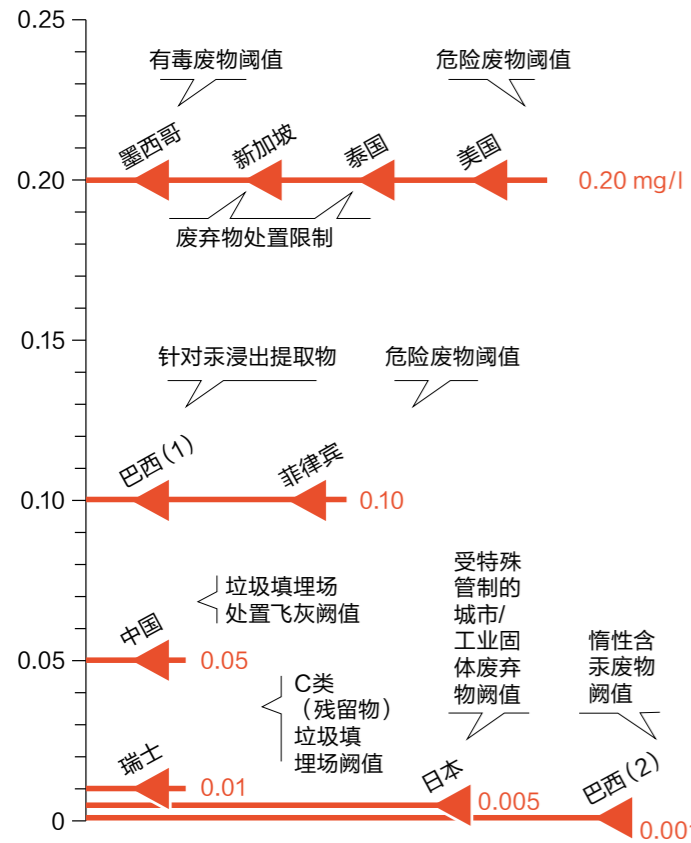 0.25
有毒废物阈值
危险废物阈值
墨西哥
新加坡
泰国
美国
0.20
0.20 mg/l
废弃物处置限制
0.15
针对汞浸出提取物
危险废物阈值
巴西(1)
菲律宾
0.10
0.10
垃圾填埋场
处置飞灰阙值
中国
0.05
0.05
受特殊
管制的
城市/
工业固
体废弃
物阙值
惰性含
汞废物
阙值
C类
（残留物）
垃圾填
埋场阙值
瑞士
0.01
日本
0.005
巴西(2)
0